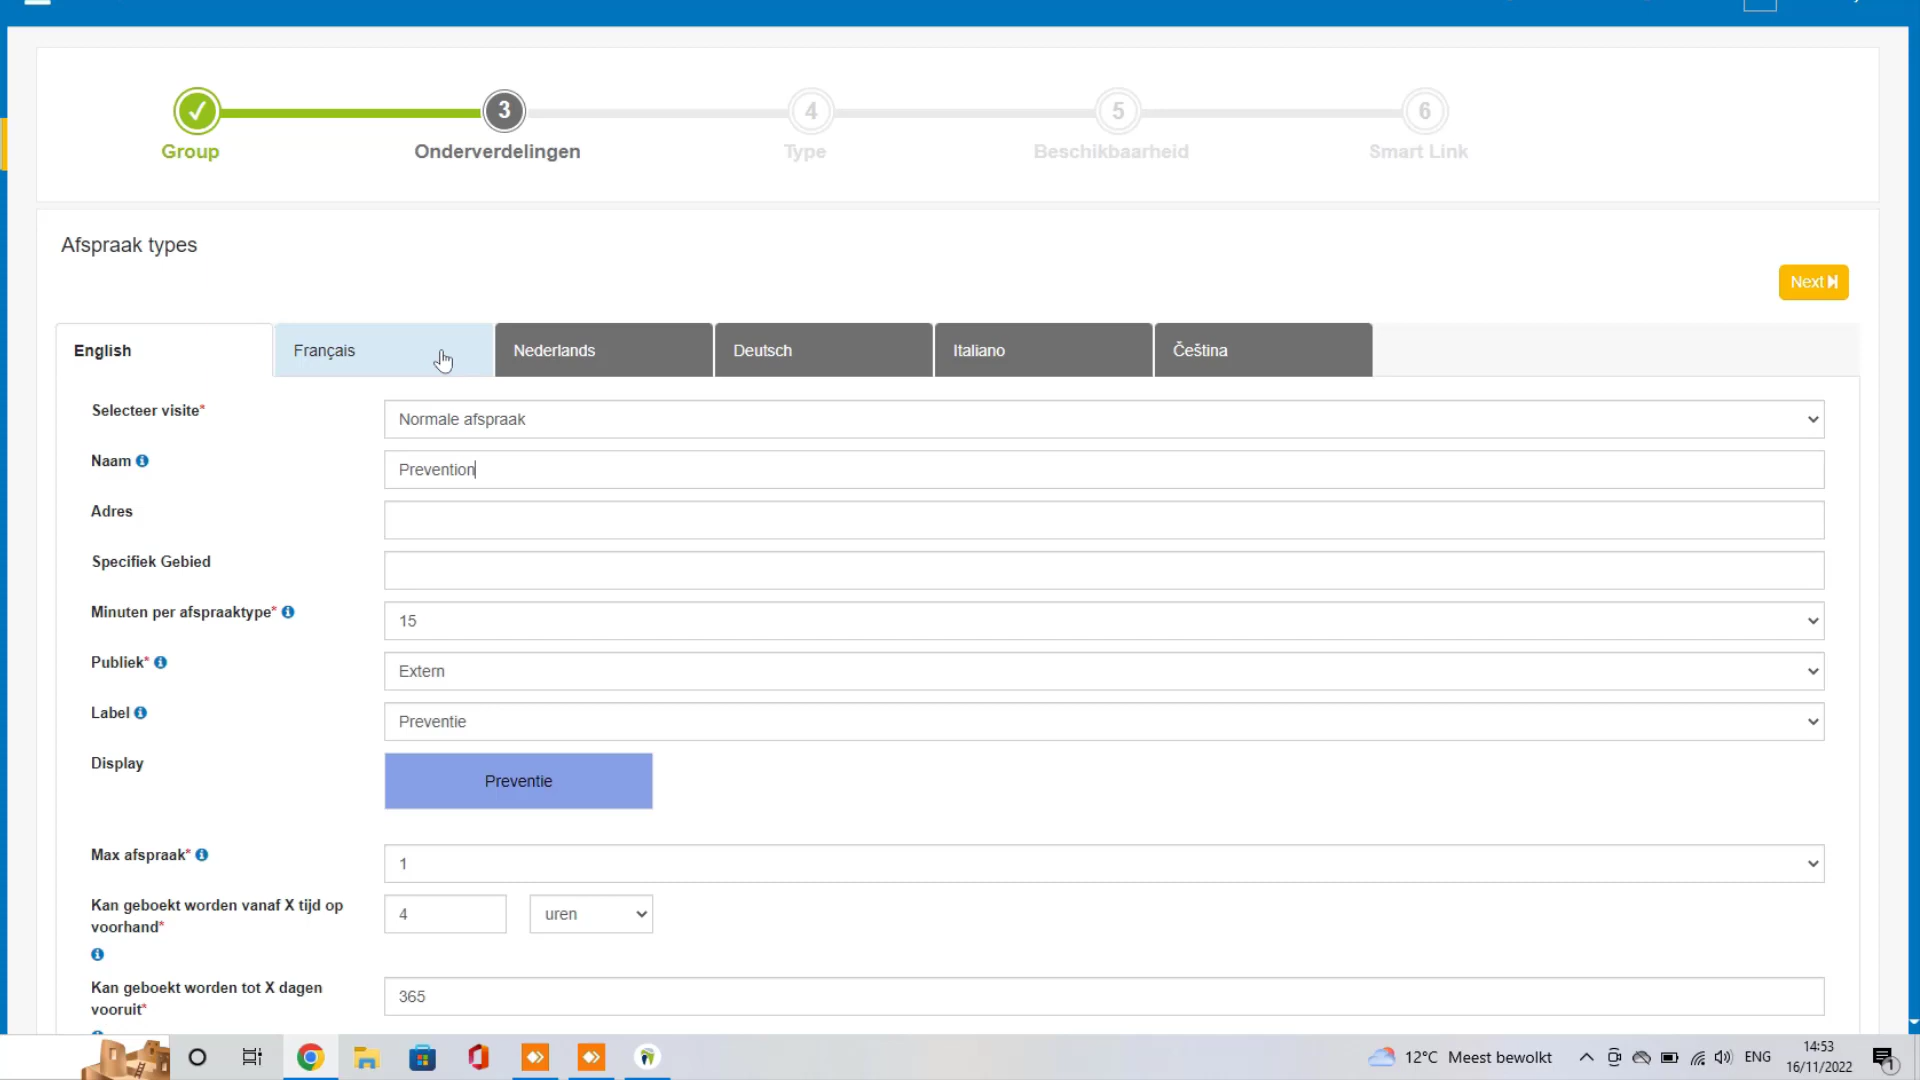 3
4
5
6
Group
Onderverdelingen
Type
Beschikbaarheid
Smart Link
Afspraak types
Next
English
Français
Nederlands
Deutsch
Italiano
Čeština
Selecteer visite*
Normale afspraak
Naam
Prevention
Adres
Specifiek Gebied
Minuten per afspraaktype*
15
Publiek*
Extern
Label
Preventie
Display
Preventie
Max afspraak*
1
Kan geboekt worden vanaf X tijd op
voorhand*
4
uren
Kan geboekt worden tot X dagen
vooruit*
365
12°C Meest bewolkt
ENG
14:53
16/11/2022
1